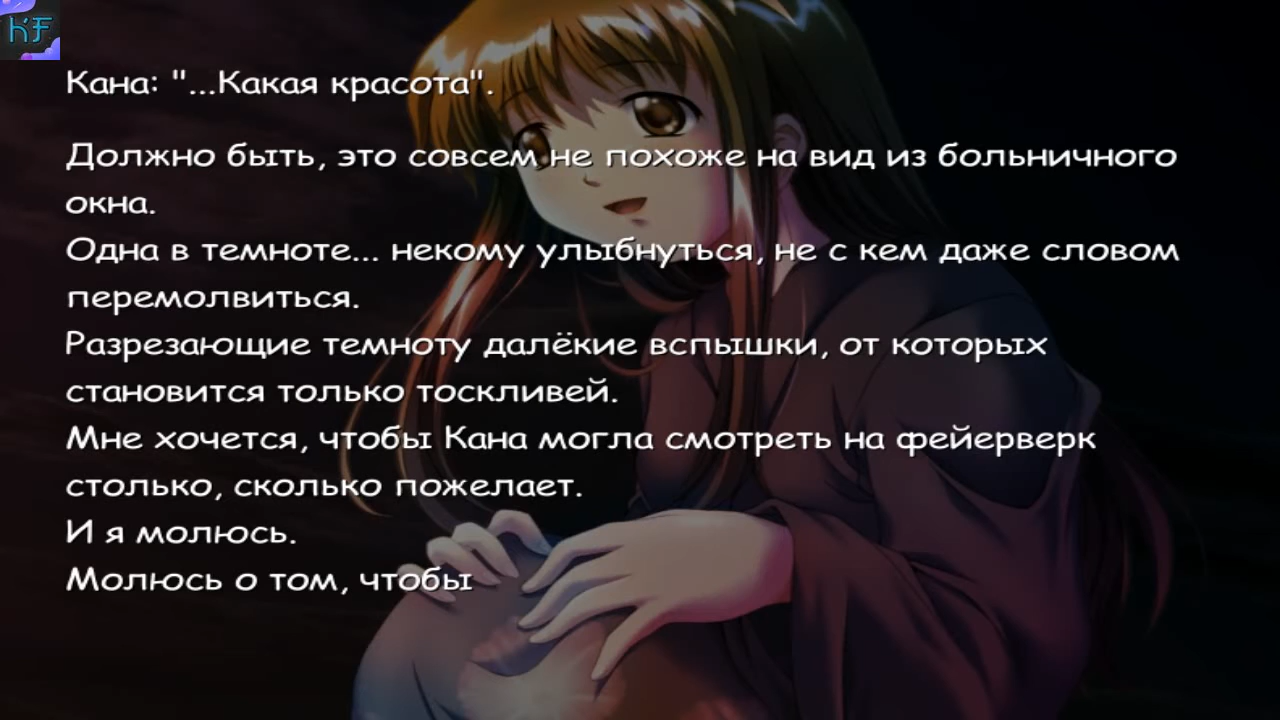 KF
Кана: "...Какая красота".
Должно быть, это совсем не похоже на вид из больничного
окна.
Одна в темноте... некому улыбнуться, не с кем даже словом
перемолвиться.
Разрезающие темноту далёкие вспышки, от которых
становится только тоскливей.
Мне хочется, чтобы Кана могла смотреть на фейерверк
столько, сколько пожелает.
И я молюсь.
Молюсь о том, чтобы